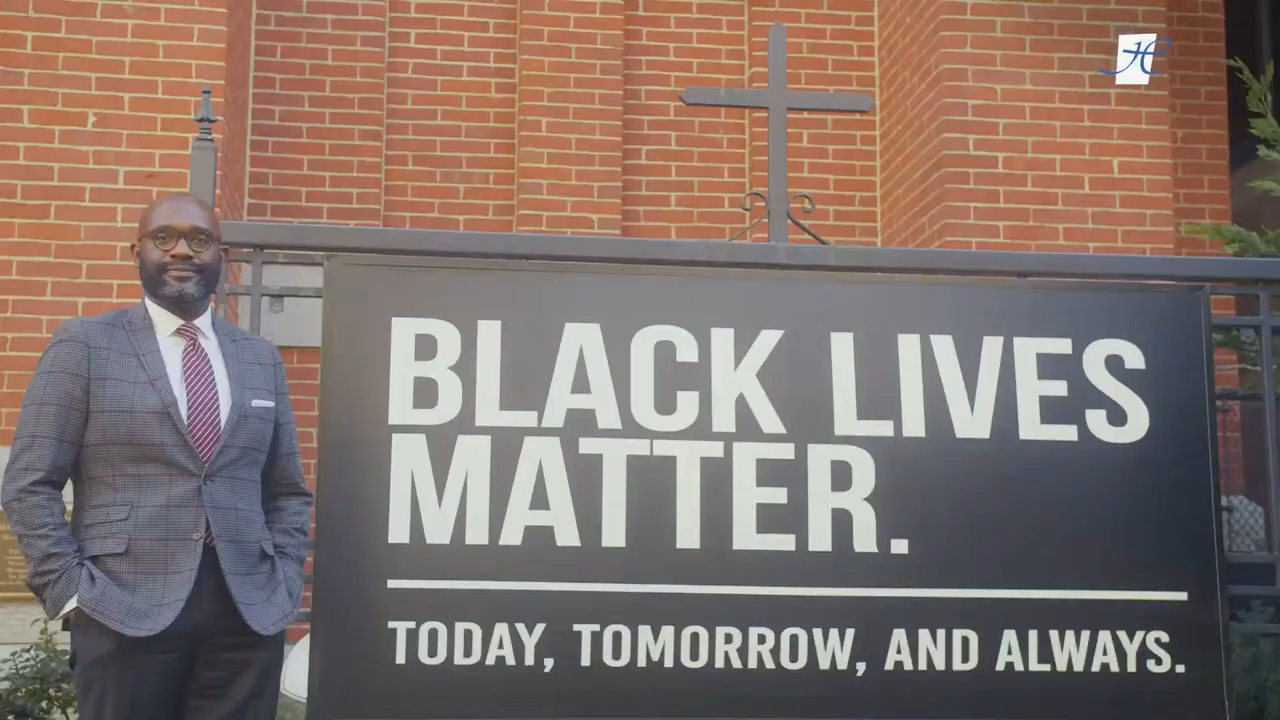 BLACK LIVES
MATTER.
TODAY, TOMORROW, AND ALWAYS.